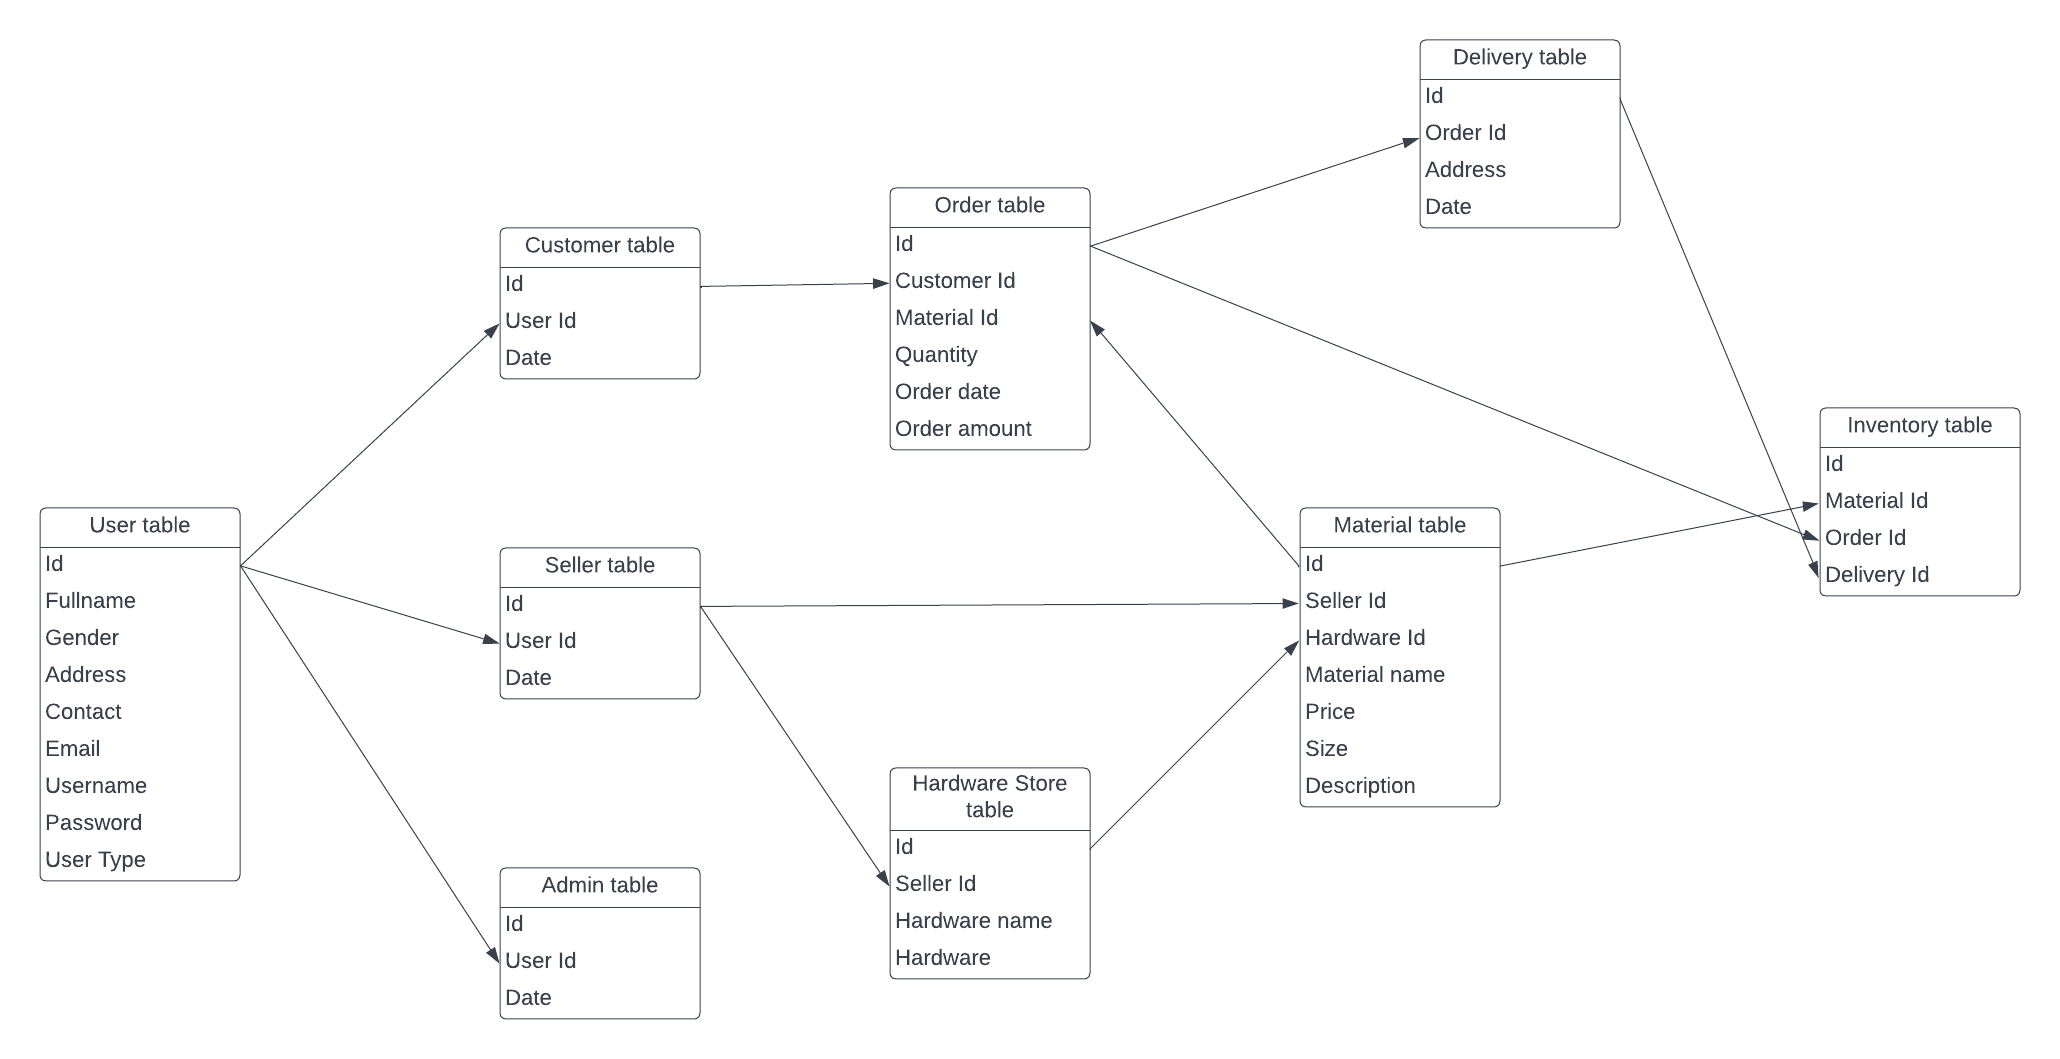 User table
Id
Fullname
Gender
Address
Contact
Email
Username
Password
User Type
Customer table
Id
User Id
Date
Seller table
Id
User Id
Date
Admin table
Id
User Id
Date
Order table
Id
Customer Id
Material Id
Quantity
Order date
Order amount
Hardware Store
table
Id
Seller Id
Hardware name
Hardware
Delivery table
Id
Order Id
Address
Date
Material table
Id
Seller Id
Hardware Id
Material name
Price
Size
Description
Inventory table
Id
Material Id
Order Id
Delivery Id